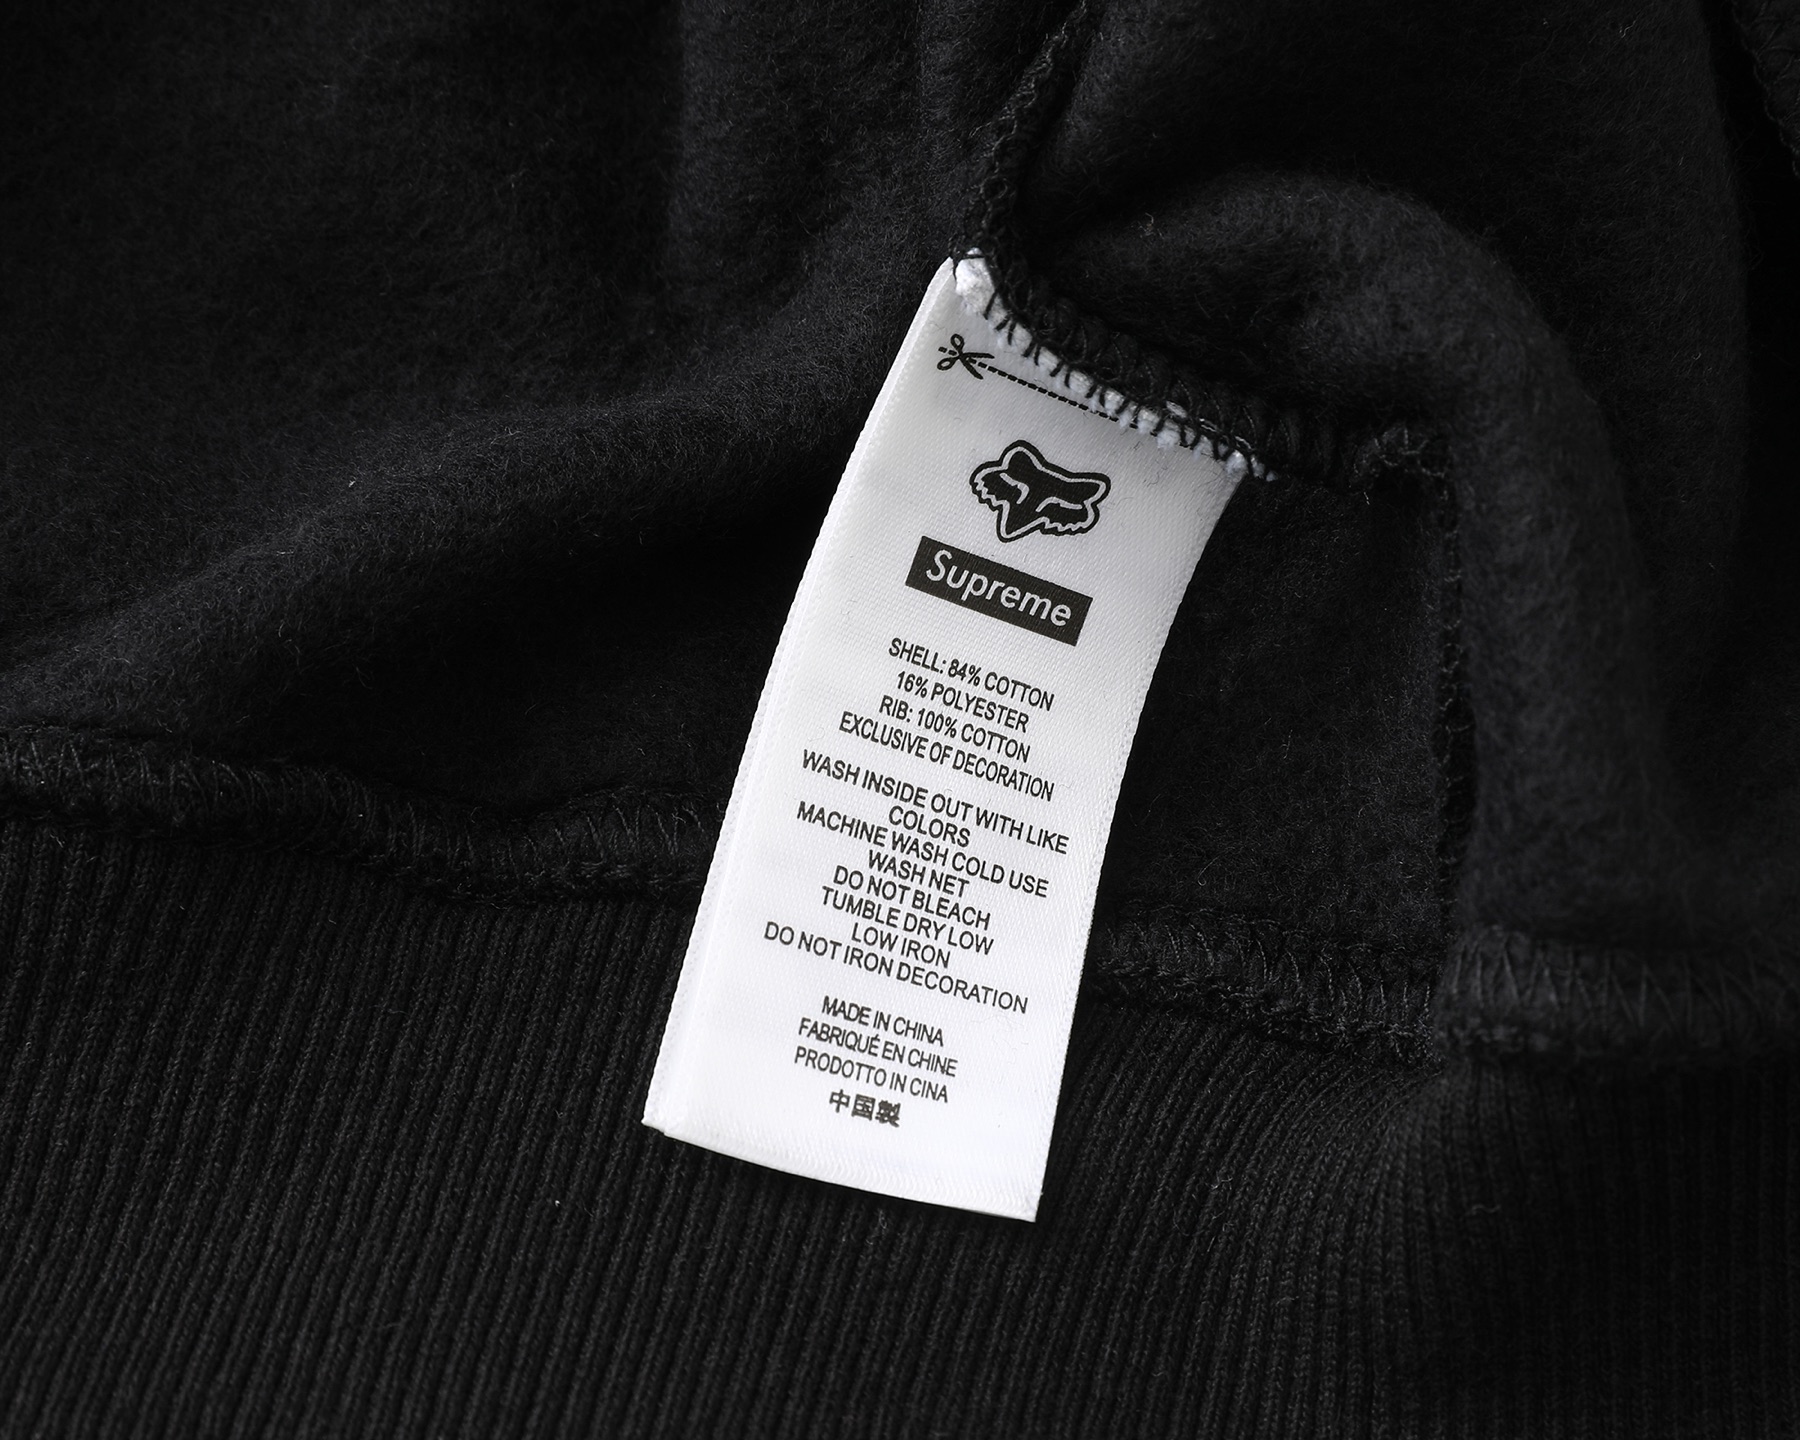 Supreme
SHELL: 84% COTTON
16% POLYESTER
RIB: 100% COTTON
EXCLUSIVE OF DECORATION
WASH INSIDE OUT WITH LIKE
COLORS
MACHINE WASH COLD USE
WASH NET
DO NOT BLEACH
TUMBLE DRY LOW
LOW IRON
DO NOT IRON DECORATION
MADE IN CHINA
FABRIQUÉ EN CHINE
PRODOTTO IN CINA
中国製